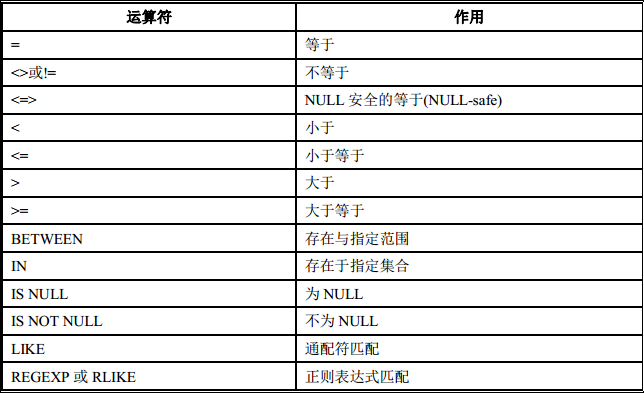 运算符 作用
= 等于
<>或!= 不等于
<=> NULL 安全的等于(NULL-safe)
< 小于
<= 小于等于
> 大于
>= 大于等于
BETWEEN 存在与指定范围
IN 存在于指定集合
IS NULL 为 NULL
IS NOT NULL 不为 NULL
LIKE 通配符匹配
REGEXP 或 RLIKE 正则表达式匹配